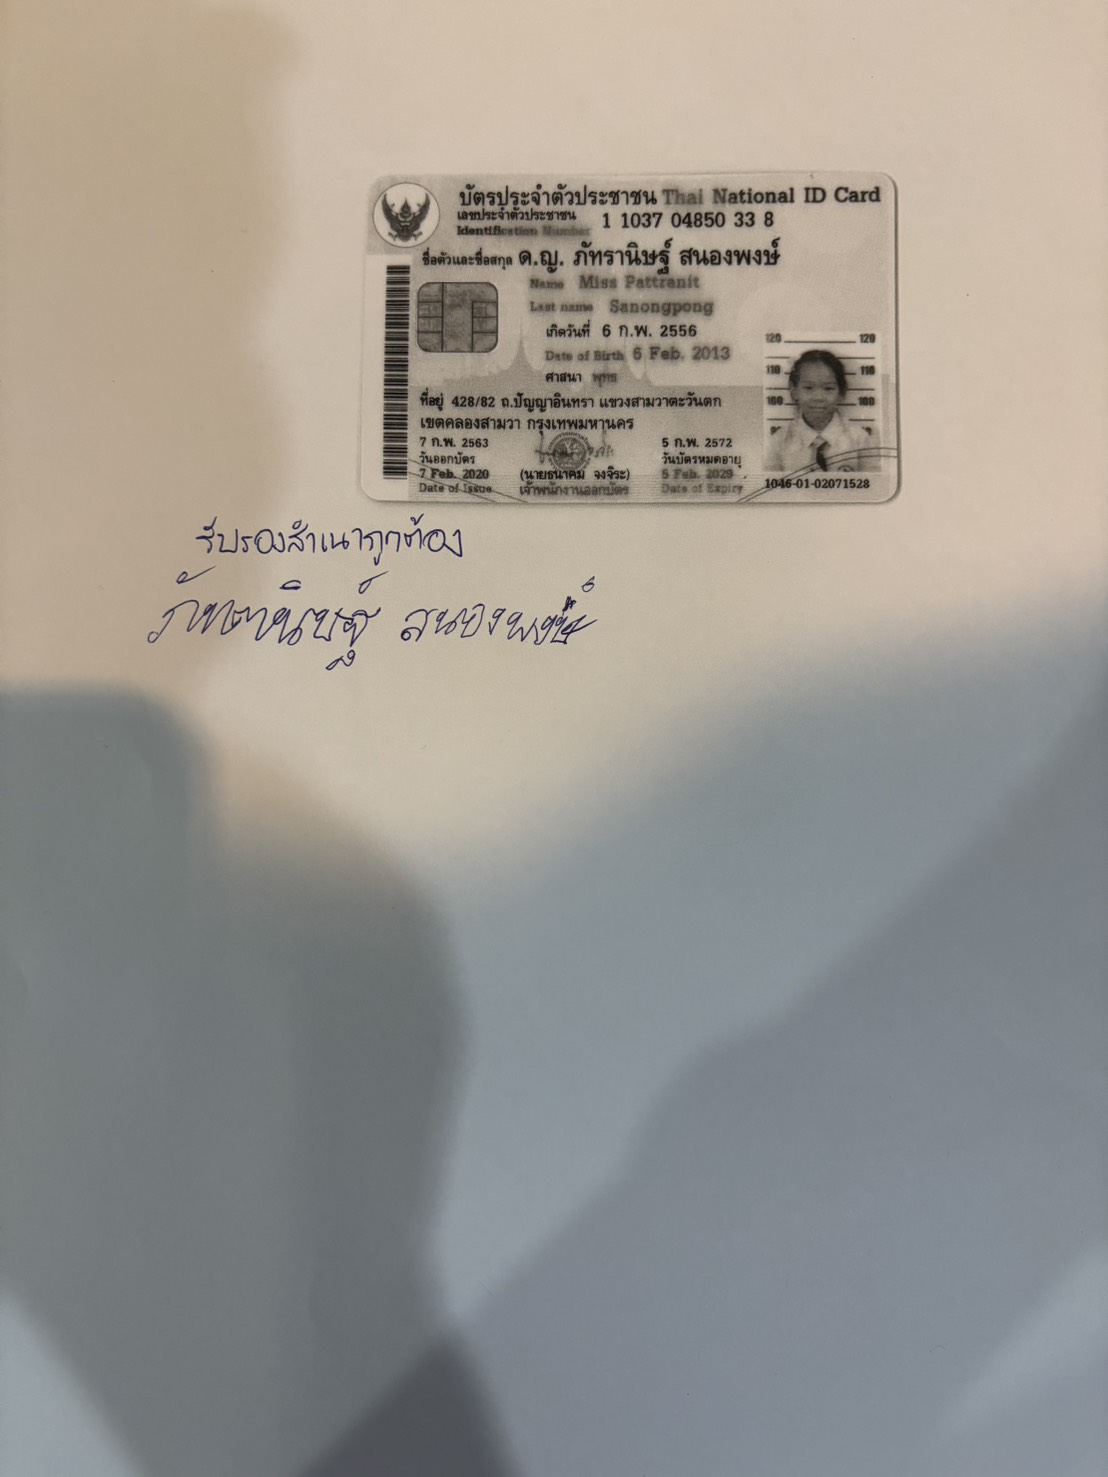 บัตรประจำตัวประชาชน Thai National ID Card
เลขประจำตัวประชาชน 1 1037 04850 33 8
Identification Number
ชื่อตัวและชื่อสกุล ด.ญ. ภัทรานิษฐ์ สนองพงษ์
Name Miss Pattranit
Last name Sanongpong
เกิดวันที่ 6 ก.พ. 2556
Date of Birth 6 Feb. 2013
ศาสนา พุทธ
ที่อยู่ 428/82 ถ.ปัญญาอินทรา แขวงสามวาตะวันตก
เขตคลองสามวา กรุงเทพมหานคร
7 ก.พ. 2563
วันออกบัตร
7 Feb. 2020
Date of Issue
(นายธนาคม จงจิระ)
เจ้าพนักงานออกบัตร
5 ก.พ. 2572
วันบัตรหมดอายุ
5 Feb. 2029
Date of Expiry
120 120
110 110
100 100
1046-01-02071528
รับรองสำเนาถูกต้อง
ภัทรานิษฐ์ สนองพงษ์